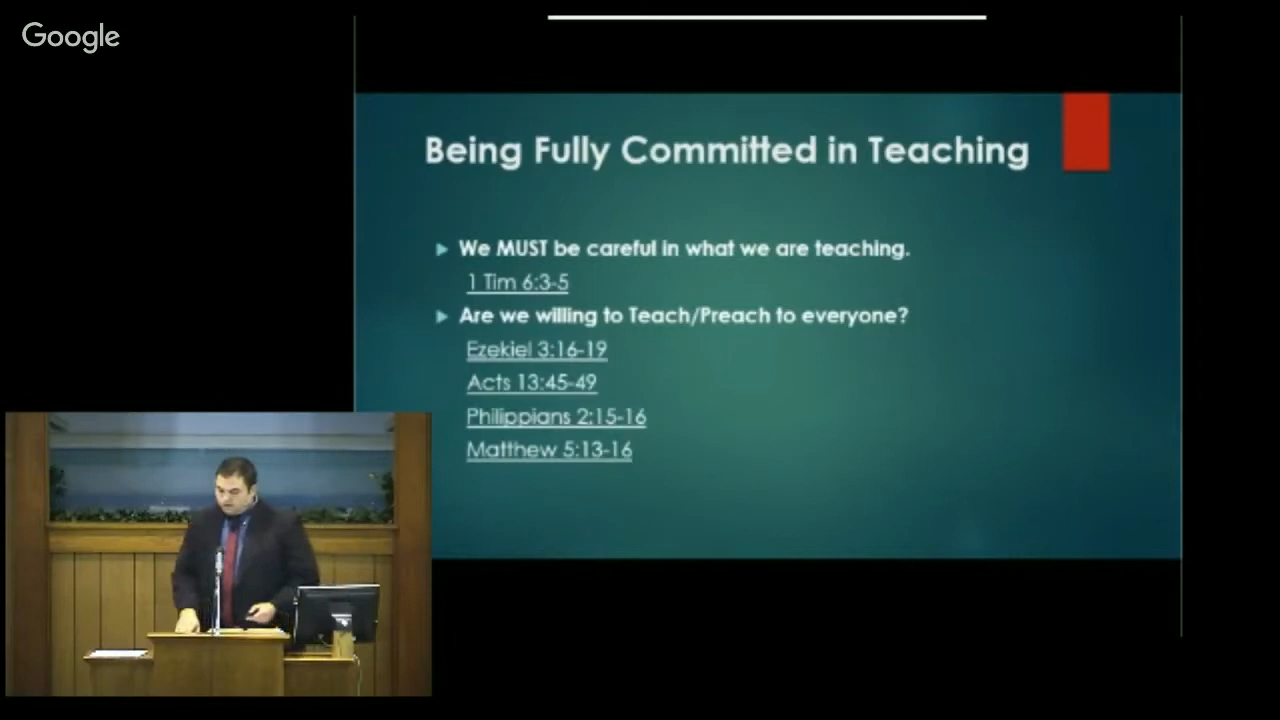 Google
Being Fully Committed in Teaching
We MUST be careful in what we are teaching.
1 Tim 6:3-5
Are we willing to Teach/Preach to everyone?
Ezekiel 3:16-19
Acts 13:45-49
Philippians 2:15-16
Matthew 5:13-16